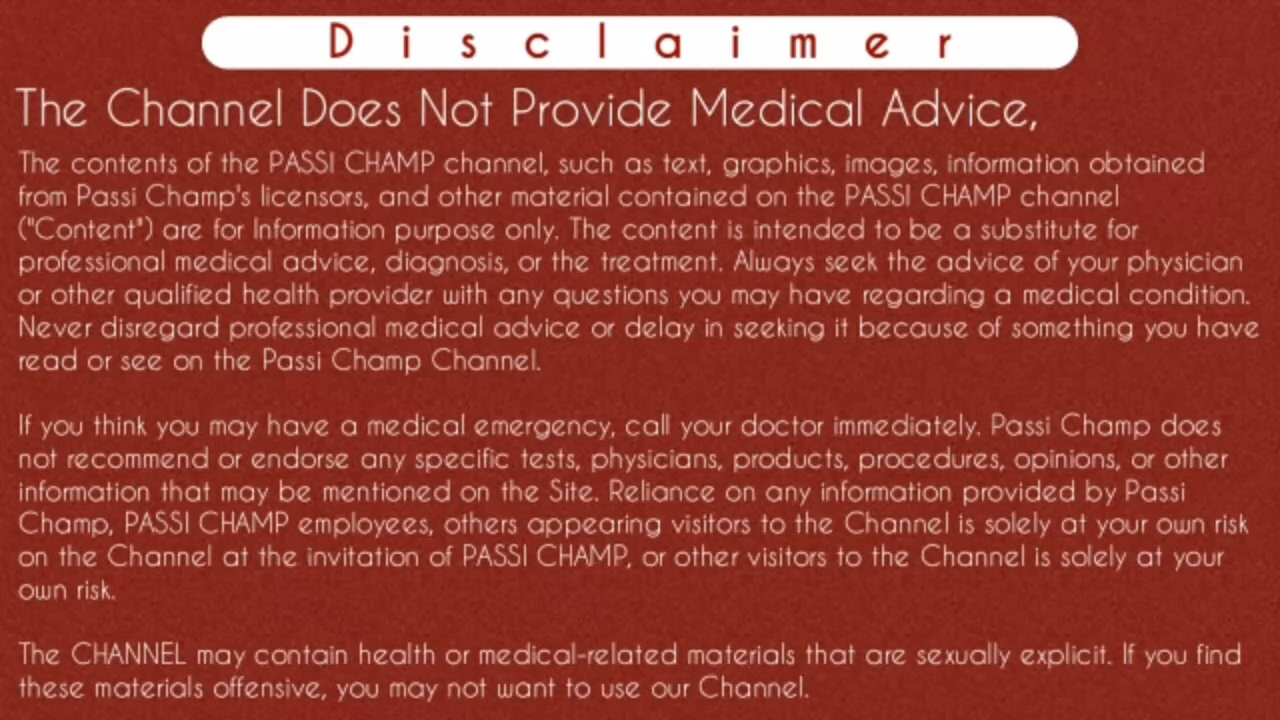 Disclaimer
The Channel Does Not Provide Medical Advice,
The contents of the PASSI CHAMP channel, such as text, graphics, images, information obtained
from Passi Champ's licensors, and other material contained on the PASSI CHAMP channel
("Content") are for Information purpose only. The content is intended to be a substitute for
professional medical advice, diagnosis, or the treatment. Always seek the advice of your physician
or other qualified health provider with any questions you may have regarding a medical condition.
Never disregard professional medical advice or delay in seeking it because of something you have
read or see on the Passi Champ Channel.
If you think you may have a medical emergency, call your doctor immediately. Passi Champ does
not recommend or endorse any specific tests, physicians, products, procedures, opinions, or other
information that may be mentioned on the Site. Reliance on any information provided by Passi
Champ, PASSI CHAMP employees, others appearing visitors to the Channel is solely at your own risk
on the Channel at the invitation of PASSI CHAMP, or other visitors to the Channel is solely at your
own risk.
The CHANNEL may contain health or medical-related materials that are sexually explicit. If you find
these materials offensive, you may not want to use our Channel.